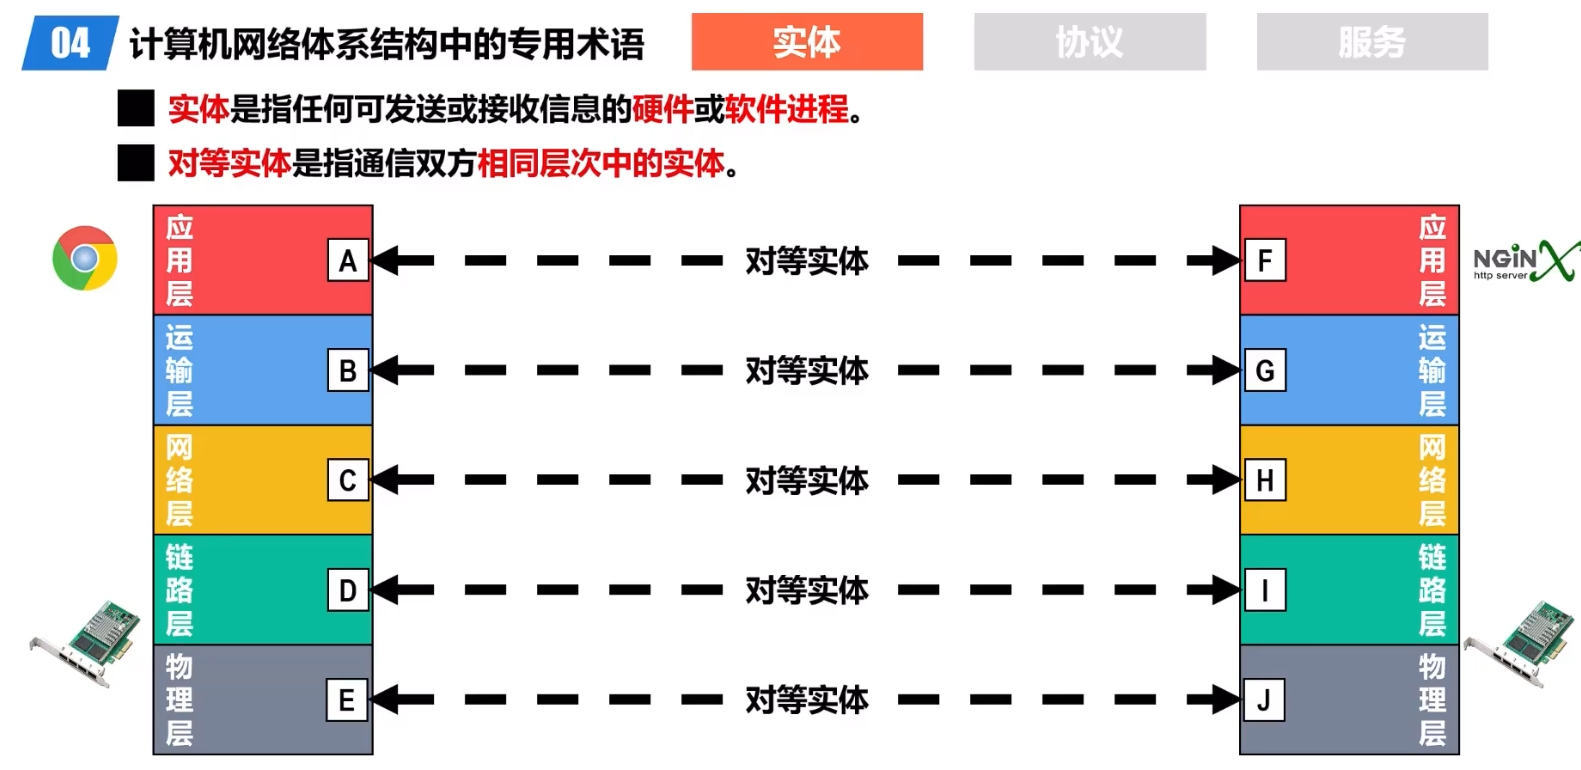 04 计算机网络体系结构中的专用术语 实体 协议 服务
实体是指任何可发送或接收信息的硬件或软件进程。
对等实体是指通信双方相同层次中的实体。
应用层 A 对等实体 F 应用层
NGiNX
http server
运输层 B 对等实体 G 运输层
网络层 C 对等实体 H 网络层
链路层 D 对等实体 I 链路层
物理层 E 对等实体 J 物理层